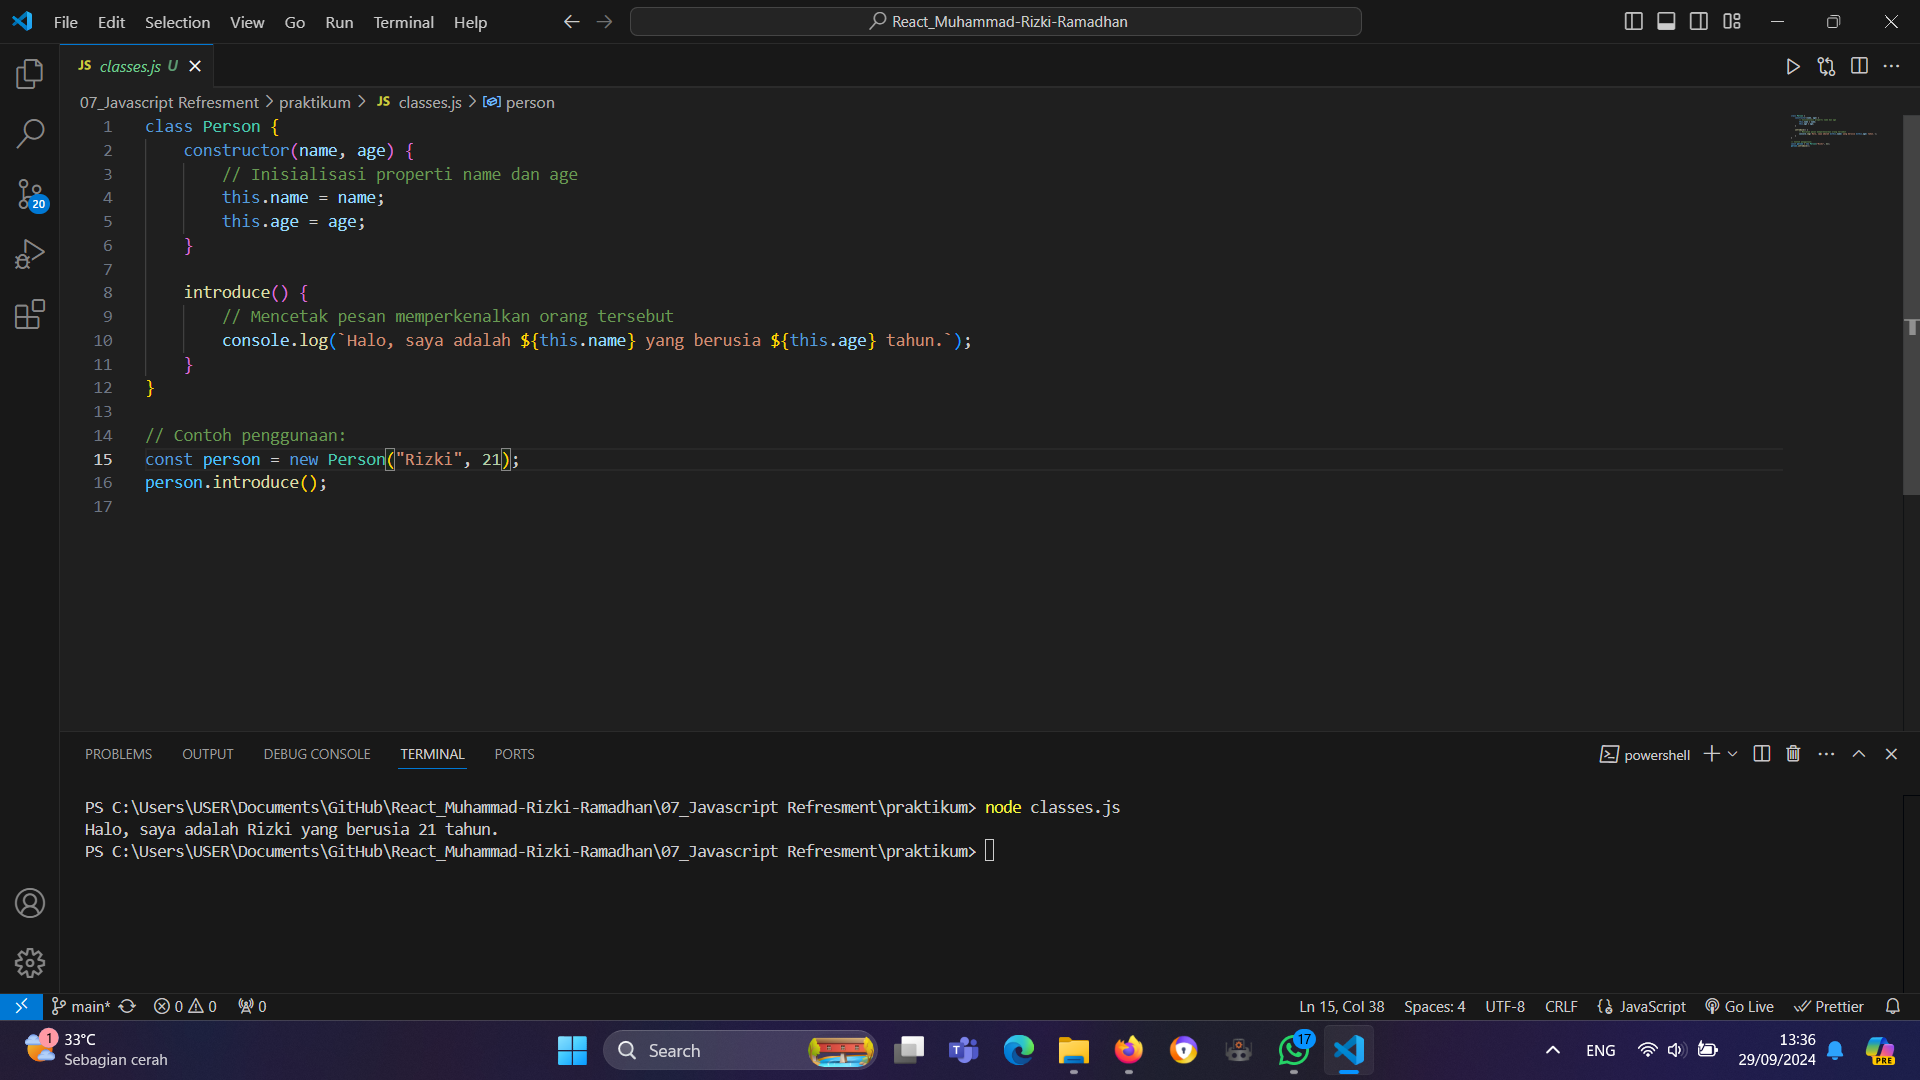 File Edit Selection View Go Run Terminal Help
React_Muhammad-Rizki-Ramadhan
JS classes.js U
07_Javascript Refresment > praktikum > JS classes.js > person
1 class Person {
2 constructor(name, age) {
3 // Inisialisasi properti name dan age
4 this.name = name;
5 this.age = age;
6 }
7
8 introduce() {
9 // Mencetak pesan memperkenalkan orang tersebut
10 console.log(`Halo, saya adalah ${this.name} yang berusia ${this.age} tahun.`);
11 }
12 }
13
14 // Contoh penggunaan:
15 const person = new Person("Rizki", 21);
16 person.introduce();
17
20
PROBLEMS OUTPUT DEBUG CONSOLE TERMINAL PORTS
powershell
PS C:\Users\USER\Documents\GitHub\React_Muhammad-Rizki-Ramadhan\07_Javascript Refresment\praktikum> node classes.js
Halo, saya adalah Rizki yang berusia 21 tahun.
PS C:\Users\USER\Documents\GitHub\React_Muhammad-Rizki-Ramadhan\07_Javascript Refresment\praktikum>
main* 0 0 0
Ln 15, Col 38 Spaces: 4 UTF-8 CRLF {} JavaScript Go Live Prettier
1
33°C
Sebagian cerah
Search
17
ENG
13:36
29/09/2024
PRE